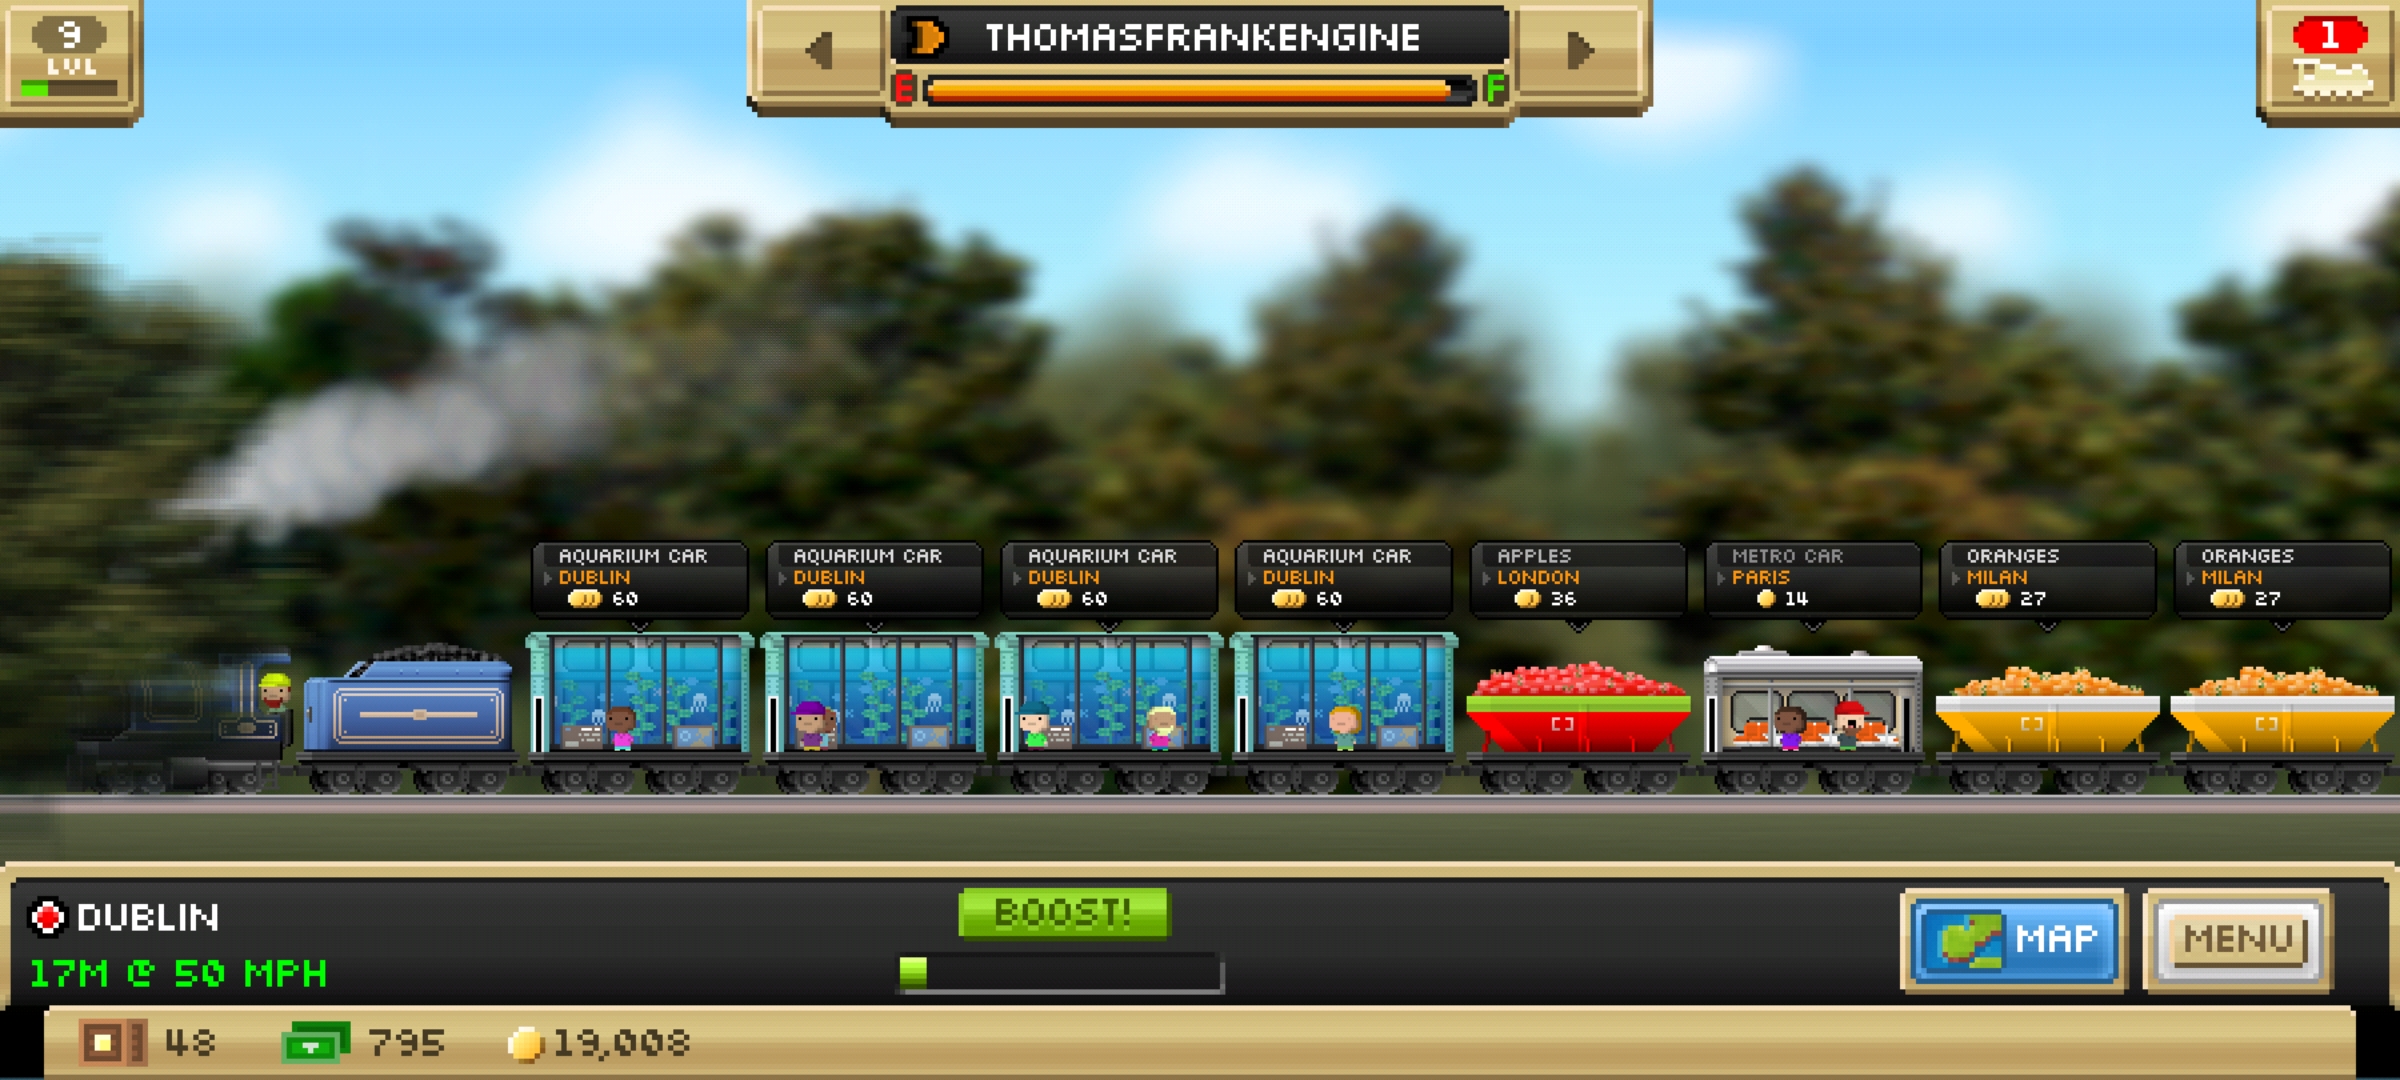 9
LVL
THOMASFRANKENGINE
E F
1
AQUARIUM CAR
DUBLIN
60
AQUARIUM CAR
DUBLIN
60
AQUARIUM CAR
DUBLIN
60
AQUARIUM CAR
DUBLIN
60
APPLES
LONDON
36
METRO CAR
PARIS
14
ORANGES
MILAN
27
ORANGES
MILAN
27
DUBLIN
17M @ 50 MPH
BOOST!
MAP
MENU
48
795
19,008